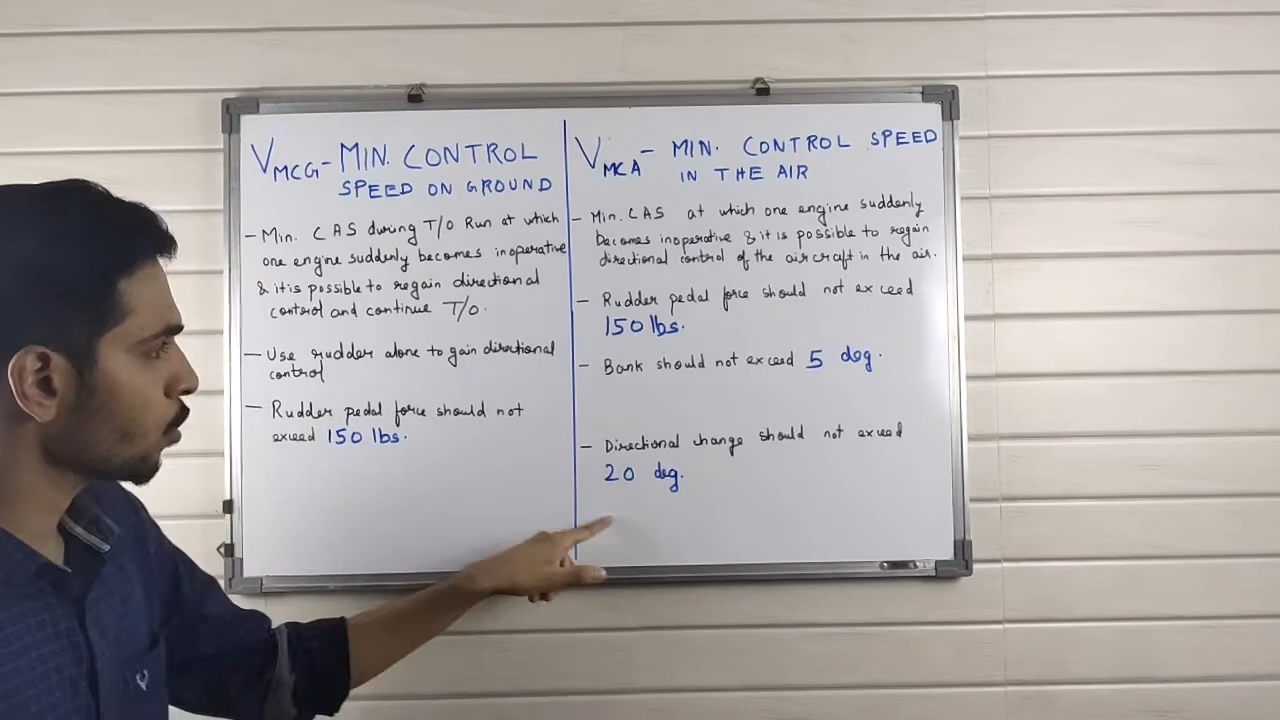 VMCG - MIN. CONTROL
SPEED ON GROUND
- Min. CAS during T/O Run at which
one engine suddenly becomes inoperative
& it is possible to regain directional
control and continue T/O.
- Use rudder alone to gain directional
control
- Rudder pedal force should not
exceed 150 lbs.
VMCA - MIN. CONTROL SPEED
IN THE AIR
- Min. CAS at which one engine suddenly
becomes inoperative & it is possible to regain
directional control of the aircraft in the air.
- Rudder pedal force should not exceed
150 lbs.
- Bank should not exceed 5 deg.
- Directional change should not exceed
20 deg.